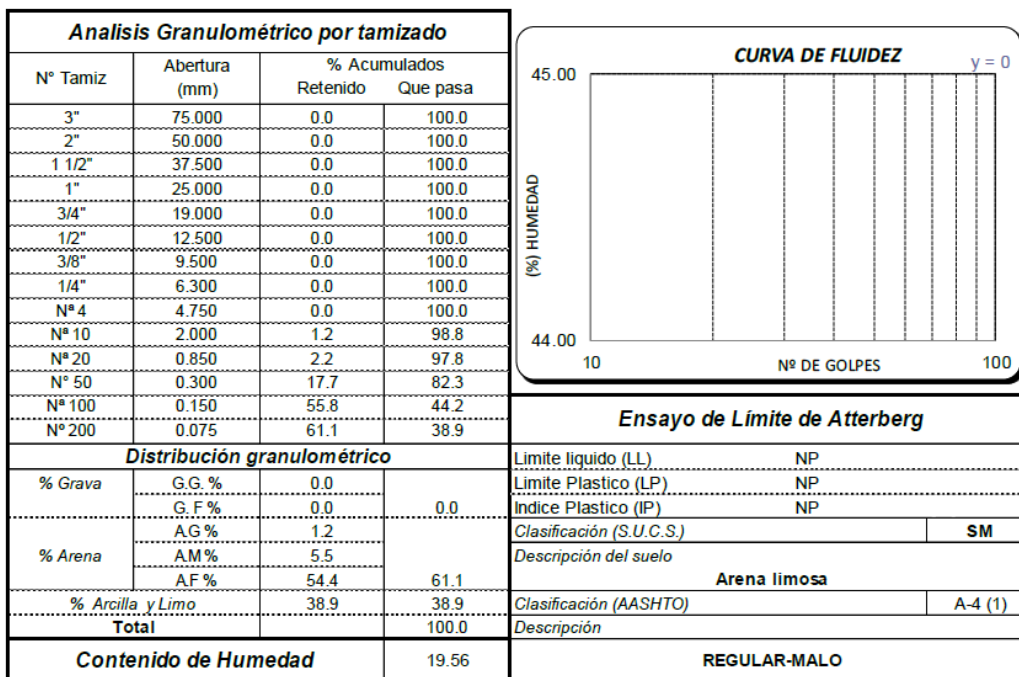 Analisis Granulométrico por tamizado
N° Tamiz Abertura (mm) % Acumulados
Retenido Que pasa
3" 75.000 0.0 100.0
2" 50.000 0.0 100.0
1 1/2" 37.500 0.0 100.0
1" 25.000 0.0 100.0
3/4" 19.000 0.0 100.0
1/2" 12.500 0.0 100.0
3/8" 9.500 0.0 100.0
1/4" 6.300 0.0 100.0
Nª 4 4.750 0.0 100.0
Nª 10 2.000 1.2 98.8
Nª 20 0.850 2.2 97.8
N° 50 0.300 17.7 82.3
Nª 100 0.150 55.8 44.2
Nº 200 0.075 61.1 38.9
Distribución granulométrico
% Grava G.G. % 0.0
G. F % 0.0 0.0
% Arena A.G % 1.2
A.M % 5.5
A.F % 54.4 61.1
% Arcilla y Limo 38.9 38.9
Total 100.0
Contenido de Humedad 19.56
CURVA DE FLUIDEZ
y = 0
45.00
(%) HUMEDAD
44.00
10 Nº DE GOLPES 100
Ensayo de Límite de Atterberg
Limite liquido (LL) NP
Limite Plastico (LP) NP
Indice Plastico (IP) NP
Clasificación (S.U.C.S.) SM
Descripción del suelo
Arena limosa
Clasificación (AASHTO) A-4 (1)
Descripción
REGULAR-MALO